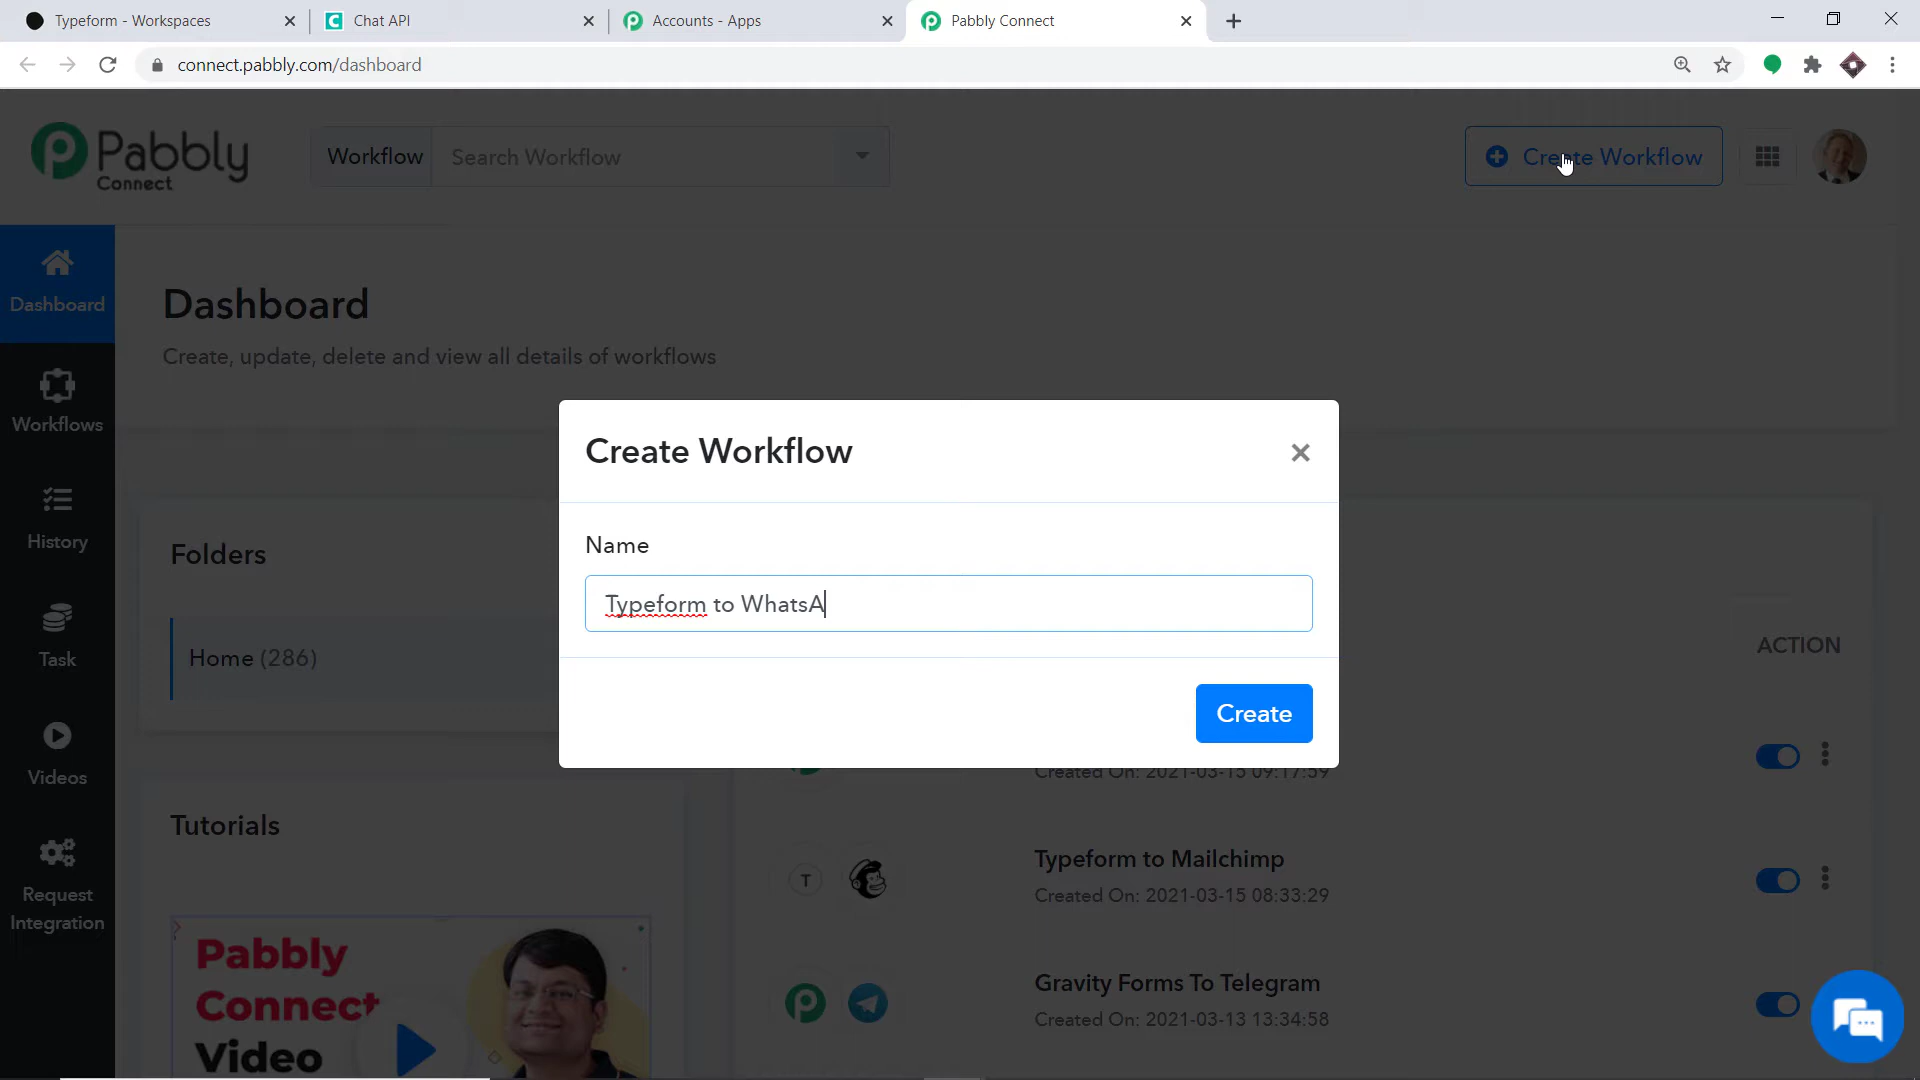 Typeform - Workspaces
Chat API
Accounts - Apps
Pabbly Connect
connect.pabbly.com/dashboard
Pabbly
Connect
Workflow
Search Workflow
Create Workflow
Dashboard
Dashboard
Create, update, delete and view all details of workflows
Workflows
Create Workflow
Name
History
Folders
Typeform to WhatsA
Task
Home (286)
ACTION
Create
Videos
Created On: 2021-03-15 09:17:59
Tutorials
Typeform to Mailchimp
T
Created On: 2021-03-15 08:33:29
Request
Integration
Pabbly
Connect
Video
Gravity Forms To Telegram
Created On: 2021-03-13 13:34:58